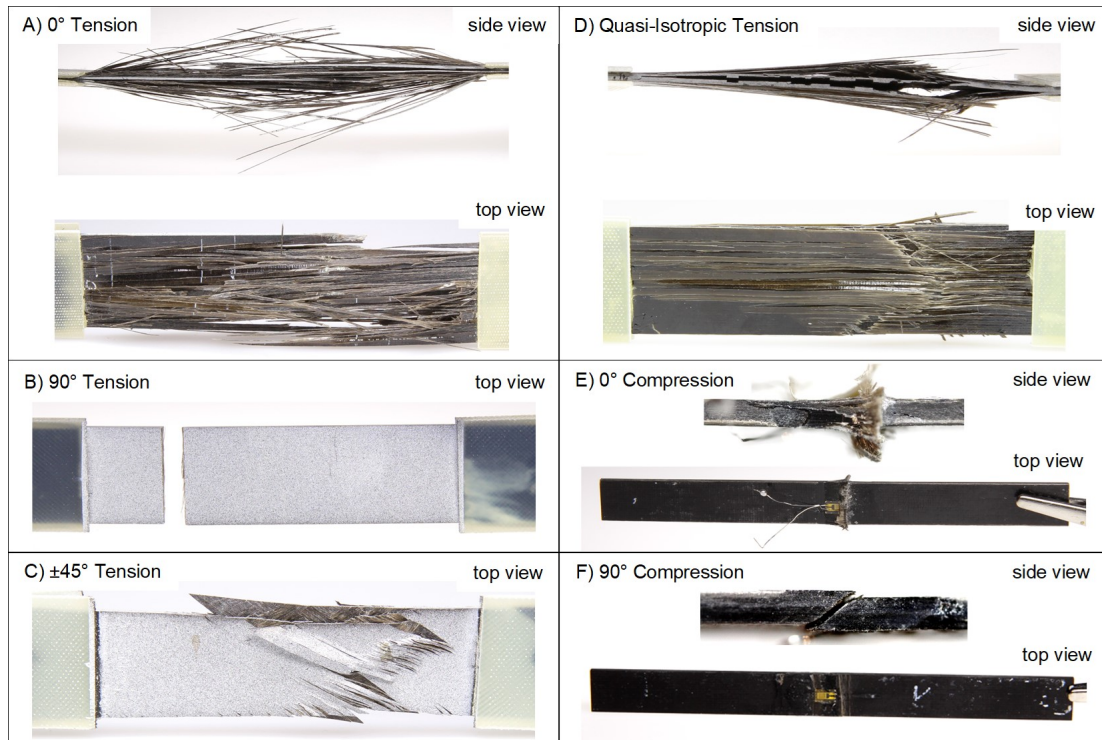 A) 0° Tension
side view
top view
B) 90° Tension
top view
C) ±45° Tension
top view
D) Quasi-Isotropic Tension
side view
top view
E) 0° Compression
side view
top view
F) 90° Compression
side view
top view